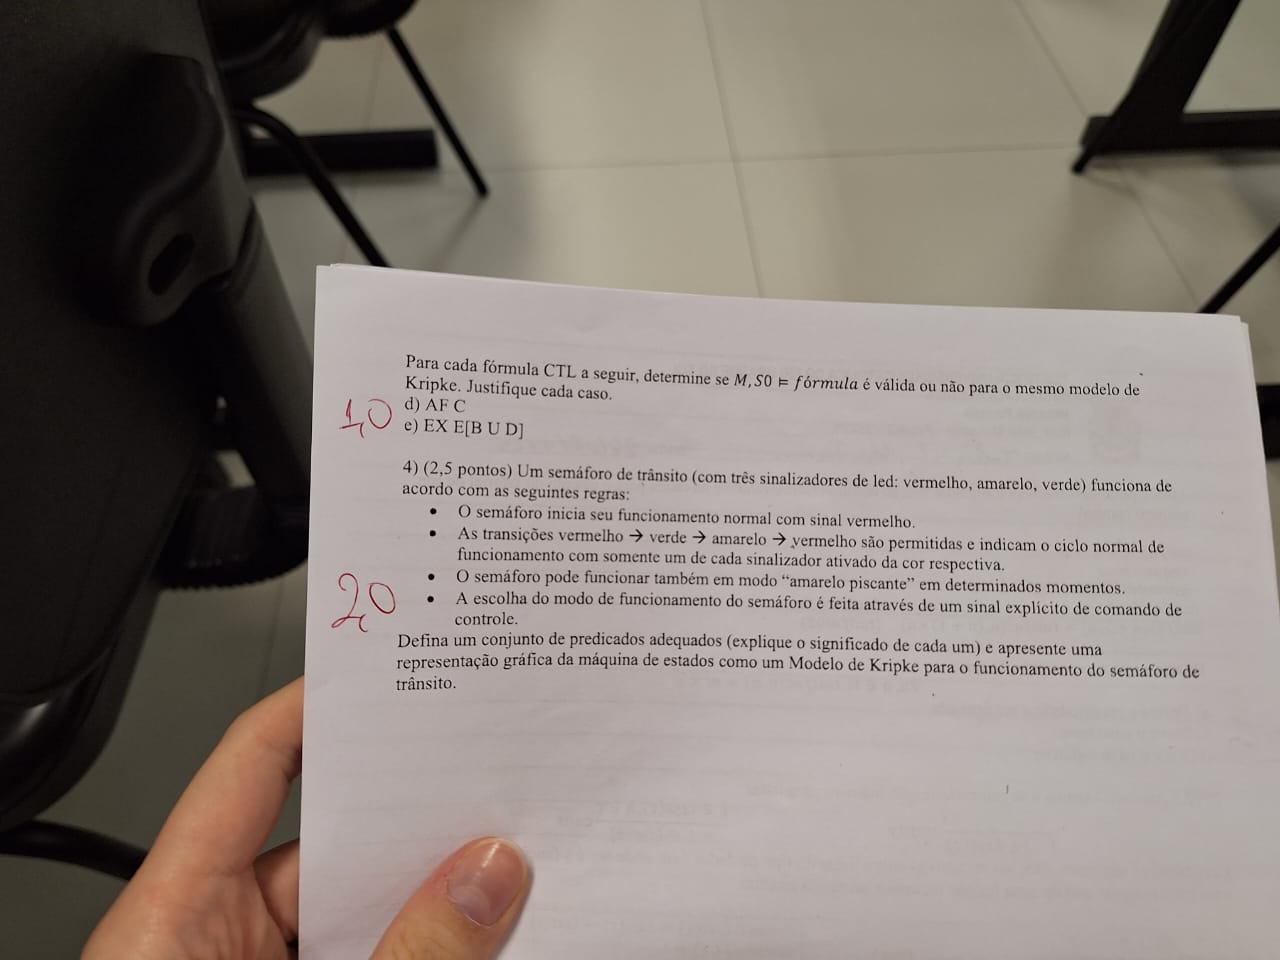 Para cada fórmula CTL a seguir, determine se M, S0 ⊨ fórmula é válida ou não para o mesmo modelo de
Kripke. Justifique cada caso.
d) AF C
1,0
e) EX E[B U D]
4) (2,5 pontos) Um semáforo de trânsito (com três sinalizadores de led: vermelho, amarelo, verde) funciona de
acordo com as seguintes regras:
• O semáforo inicia seu funcionamento normal com sinal vermelho.
• As transições vermelho → verde → amarelo → vermelho são permitidas e indicam o ciclo normal de
funcionamento com somente um de cada sinalizador ativado da cor respectiva.
• O semáforo pode funcionar também em modo “amarelo piscante” em determinados momentos.
2,0
• A escolha do modo de funcionamento do semáforo é feita através de um sinal explícito de comando de
controle.
Defina um conjunto de predicados adequados (explique o significado de cada um) e apresente uma
representação gráfica da máquina de estados como um Modelo de Kripke para o funcionamento do semáforo de
trânsito.